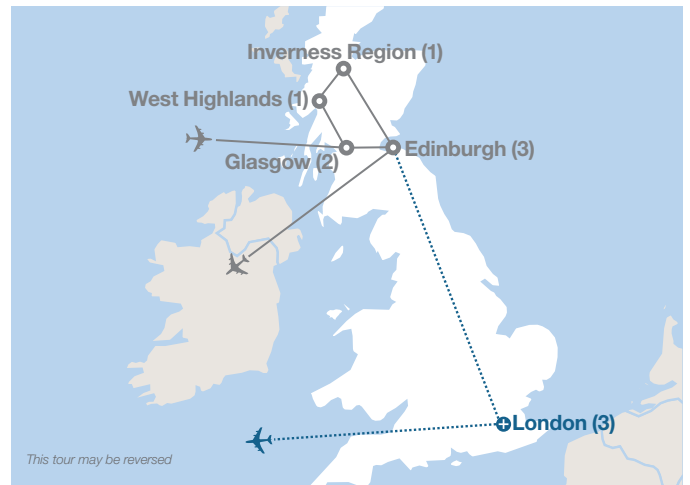 Inverness Region (1)
West Highlands (1)
Glasgow (2)
Edinburgh (3)
London (3)
This tour may be reversed